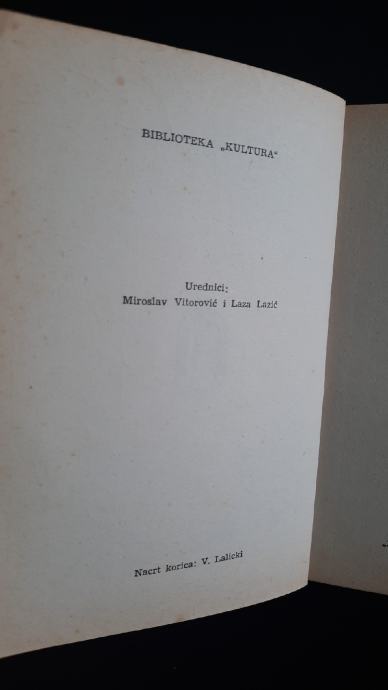 BIBLIOTEKA „KULTURA“
Urednici:
Miroslav Vitorović i Laza Lazić
Nacrt korica: V. Lalicki